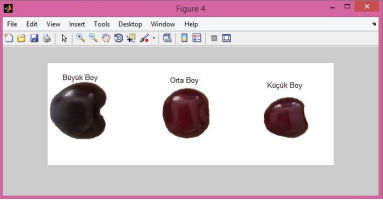 Figure 4
File Edit View Insert Tools Desktop Window Help
Büyük Boy
Orta Boy
Küçük Boy